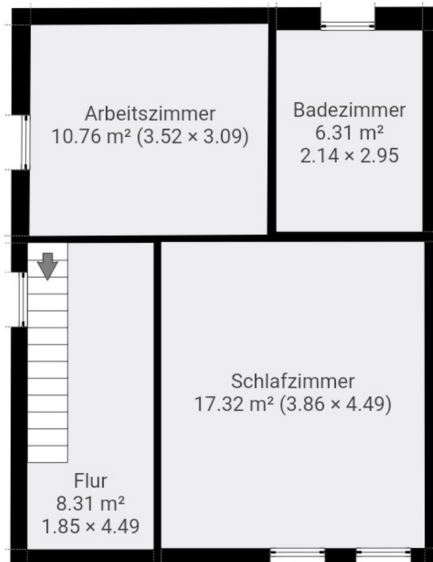 Arbeitszimmer
10.76 m² (3.52 × 3.09)
Badezimmer
6.31 m²
2.14 × 2.95
Schlafzimmer
17.32 m² (3.86 × 4.49)
Flur
8.31 m²
1.85 × 4.49